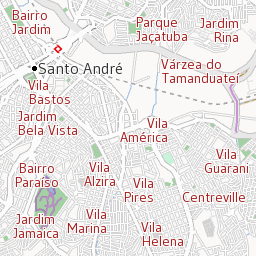 Bairro
Jardim
Parque
Jaçatuba
Jardim
Rina
Santo André
Várzea do
Tamanduateí
Vila
Bastos
Jardim
Bela Vista
Vila
América
Vila
Guarani
Bairro
Paraíso
Vila
Alzira
Vila
Pires
Centreville
Jardim
Jamaica
Vila
Marina
Vila
Helena